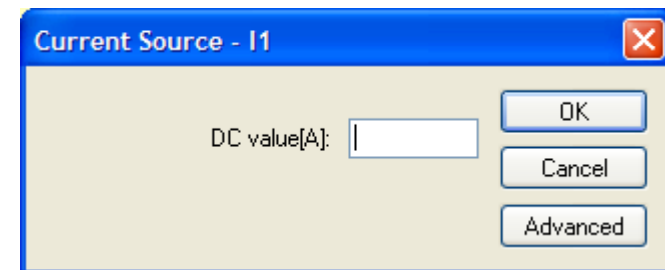 Current Source - I1
OK
DC value[A]:
Cancel
Advanced